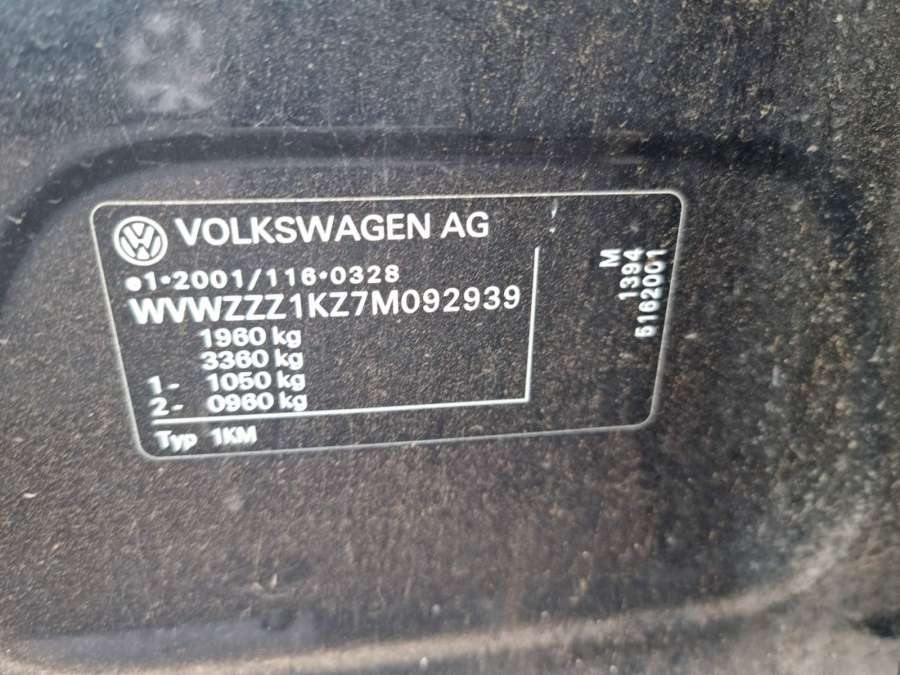 VOLKSWAGEN AG
e1*2001/116*0328
WVWZZZ1KZ7M092939
1960 kg
3360 kg
1- 1050 kg
2- 0960 kg
Typ 1KM
M
1394
5162001